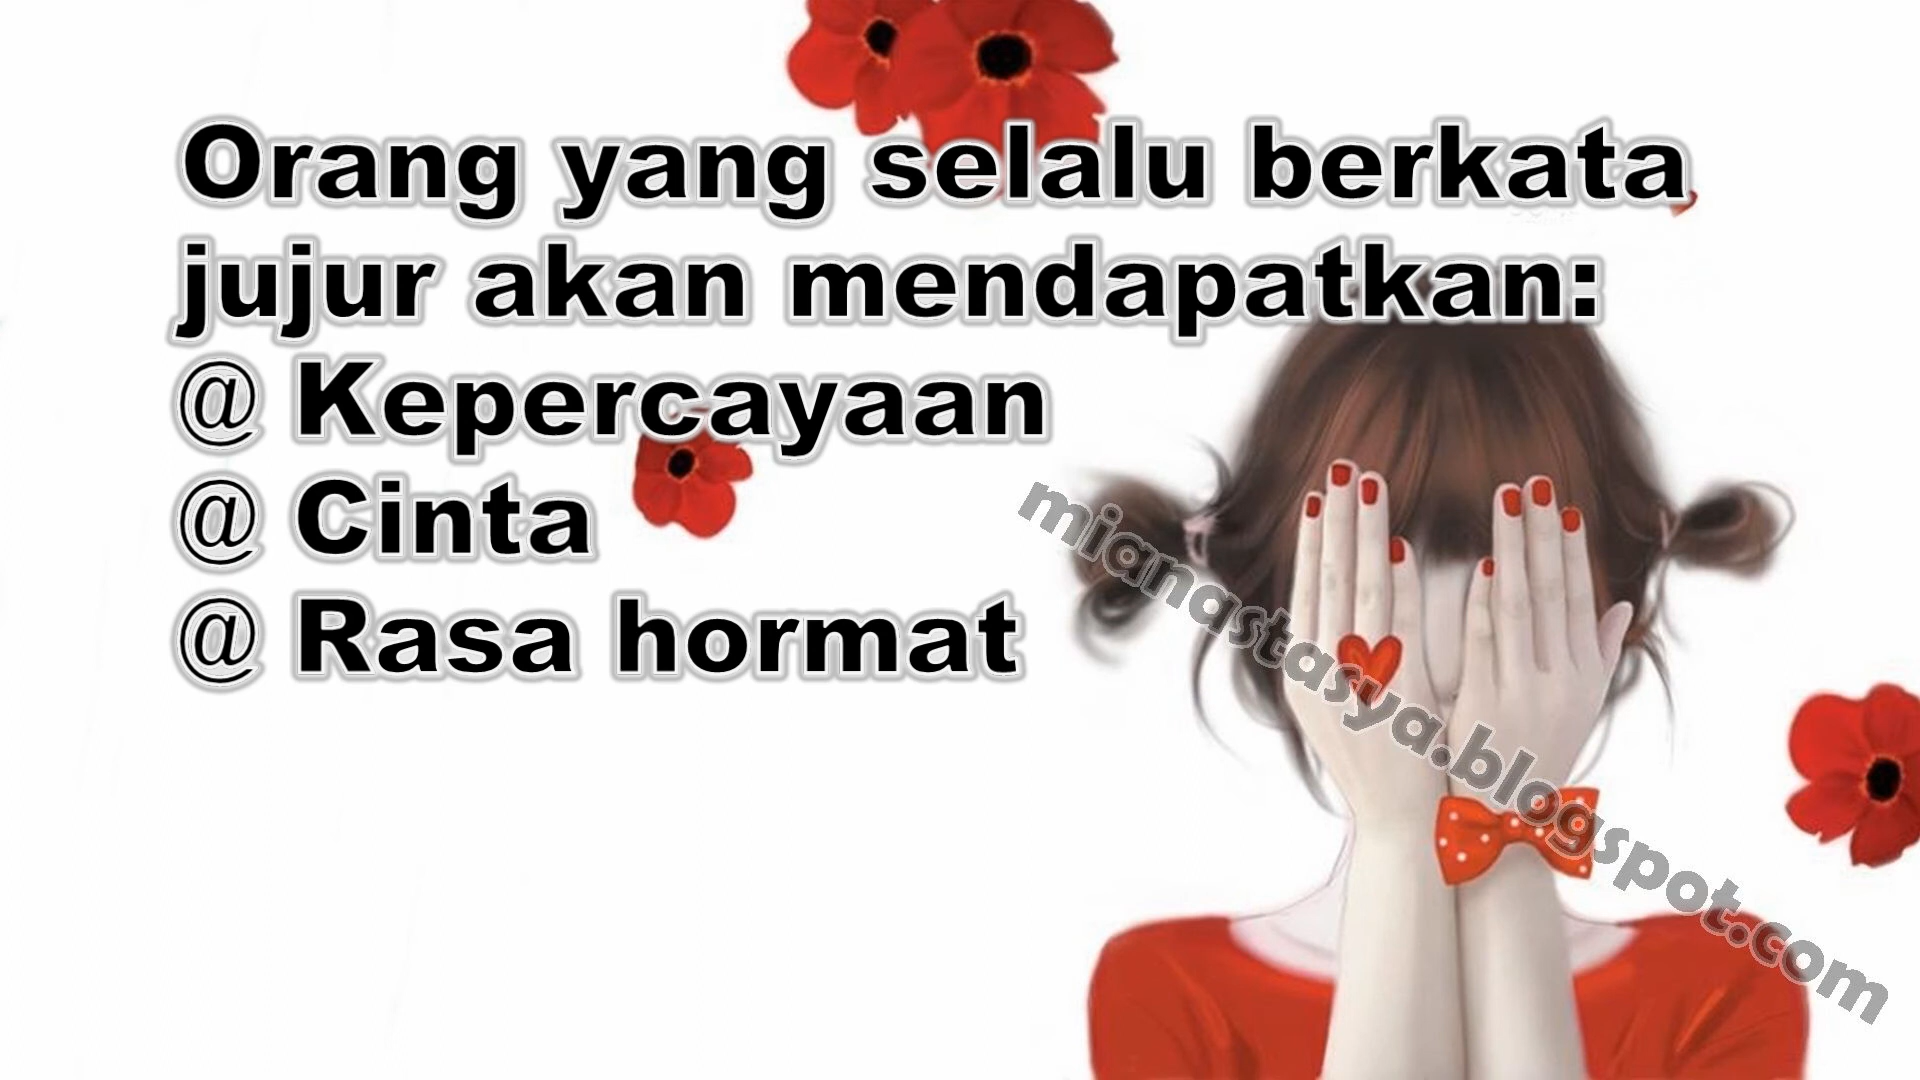 Orang yang selalu berkata
jujur akan mendapatkan:
@ Kepercayaan
@ Cinta
@ Rasa hormat
mianastasya.blogspot.com